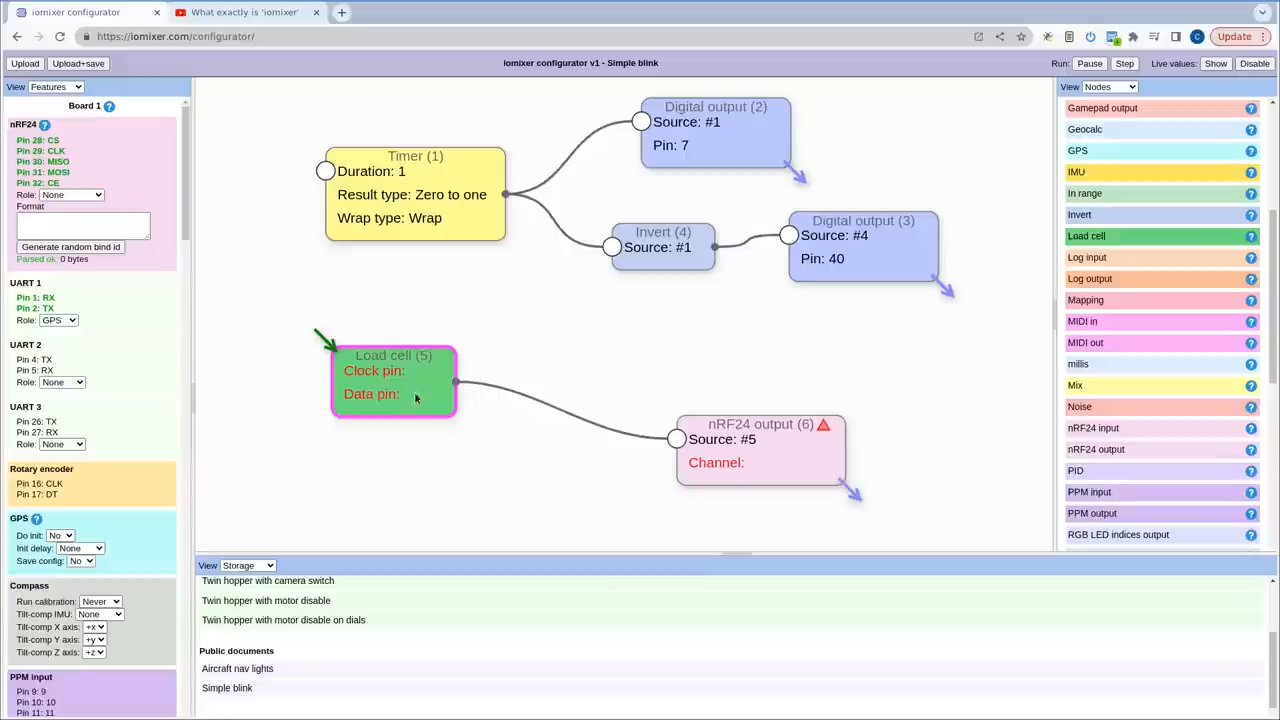 iomixer configurator
What exactly is 'iomixer'
https://iomixer.com/configurator/
C
Update
Upload
Upload+save
iomixer configurator v1 - Simple blink
Run:
Pause
Step
Live values:
Show
Disable
View
Features
Board 1 ?
nRF24 ?
Pin 28: CS
Pin 29: CLK
Pin 30: MISO
Pin 31: MOSI
Pin 32: CE
Role: None
Format
Generate random bind id
Parsed ok: 0 bytes
UART 1
Pin 1: RX
Pin 2: TX
Role: GPS
UART 2
Pin 4: TX
Pin 5: RX
Role: None
UART 3
Pin 26: TX
Pin 27: RX
Role: None
Rotary encoder
Pin 16: CLK
Pin 17: DT
GPS ?
Do init: No
Init delay: None
Save config: No
Compass
Run calibration: Never
Tilt-comp IMU: None
Tilt-comp X axis: +x
Tilt-comp Y axis: +y
Tilt-comp Z axis: +z
PPM input
Pin 9: 9
Pin 10: 10
Pin 11: 11
Timer (1)
Duration: 1
Result type: Zero to one
Wrap type: Wrap
Digital output (2)
Source: #1
Pin: 7
Invert (4)
Source: #1
Digital output (3)
Source: #4
Pin: 40
Load cell (5)
Clock pin:
Data pin:
nRF24 output (6)
Source: #5
Channel:
View
Storage
Twin hopper with camera switch
Twin hopper with motor disable
Twin hopper with motor disable on dials
Public documents
Aircraft nav lights
Simple blink
View
Nodes
Gamepad output ?
Geocalc ?
GPS ?
IMU ?
In range ?
Invert ?
Load cell ?
Log input ?
Log output ?
Mapping ?
MIDI in ?
MIDI out ?
millis ?
Mix ?
Noise ?
nRF24 input ?
nRF24 output ?
PID ?
PPM input ?
PPM output ?
RGB LED indices output ?